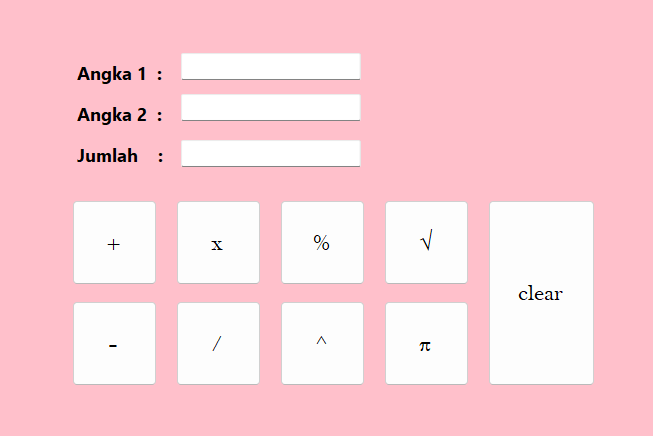 Angka 1 :
Angka 2 :
Jumlah :
+ x % √
clear
- / ^ π